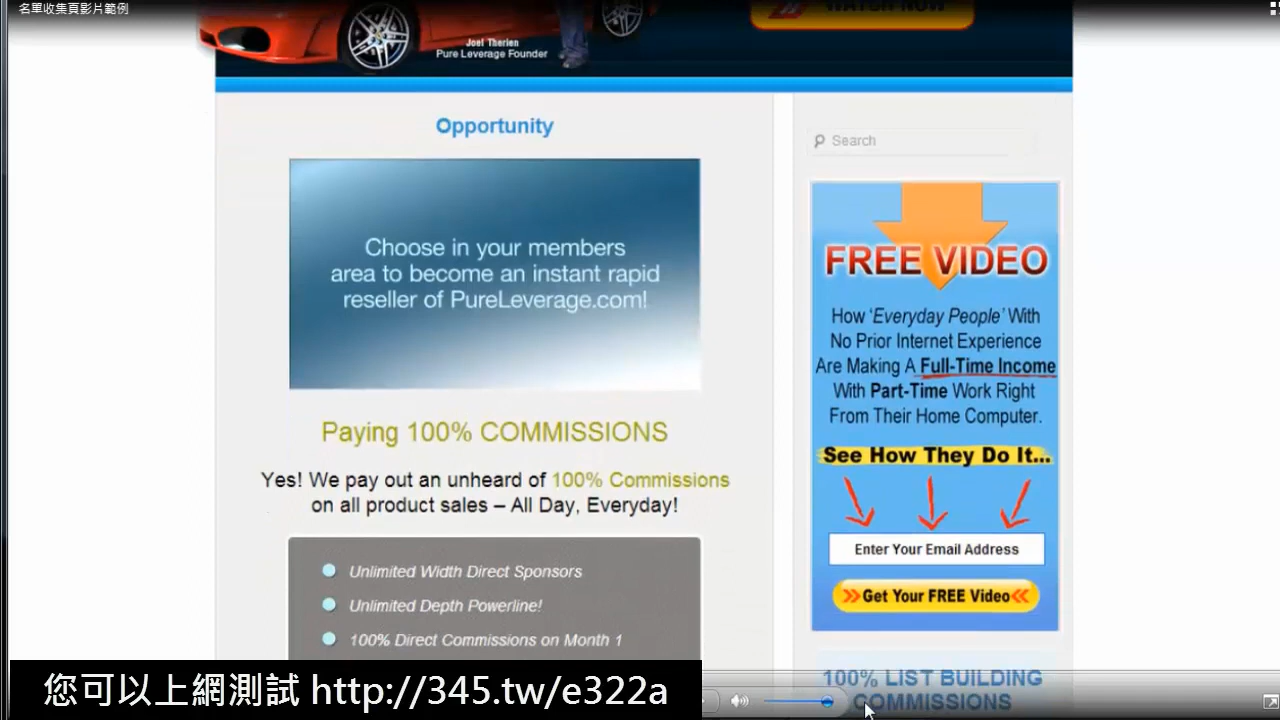 名單收集頁影片範例
WATCH NOW
Joel Therien
Pure Leverage Founder
Opportunity
Choose in your members
area to become an instant rapid
reseller of PureLeverage.com!
Paying 100% COMMISSIONS
Yes! We pay out an unheard of 100% Commissions
on all product sales – All Day, Everyday!
Unlimited Width Direct Sponsors
Unlimited Depth Powerline!
100% Direct Commissions on Month 1
Search
FREE VIDEO
How ‘Everyday People’ With
No Prior Internet Experience
Are Making A Full-Time Income
With Part-Time Work Right
From Their Home Computer.
See How They Do It...
Enter Your Email Address
Get Your FREE Video
100% LIST BUILDING
COMMISSIONS
您可以上網測試 http://345.tw/e322a